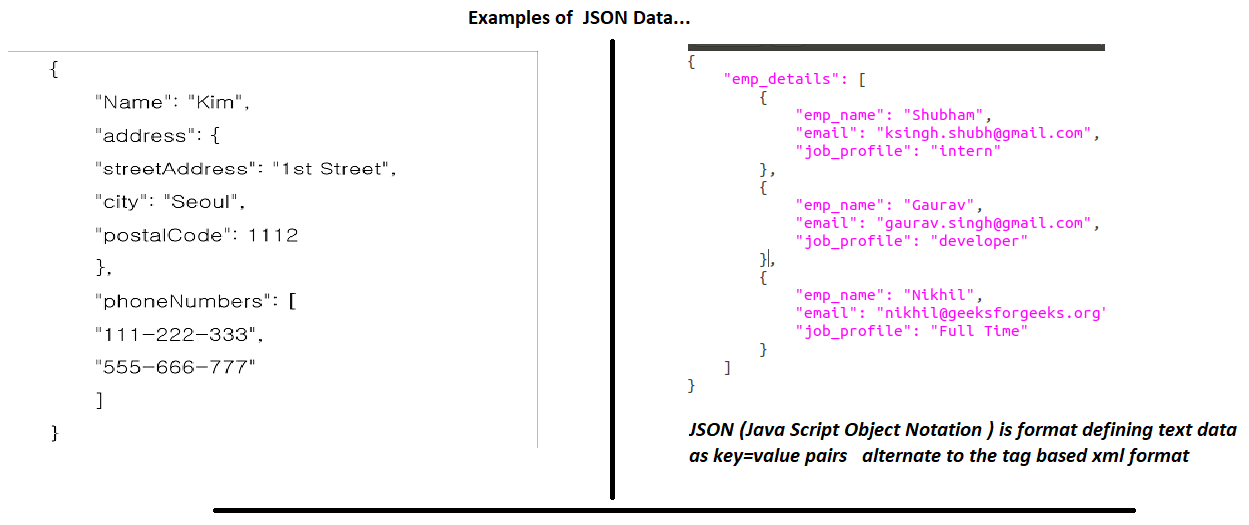 Examples of  JSON Data...
{
"Name": "Kim",
"address": {
"streetAddress": "1st Street",
"city": "Seoul",
"postalCode": 1112
},
"phoneNumbers": [
"111-222-333",
"555-666-777"
]
}
{
"emp_details": [
{
"emp_name": "Shubham",
"email": "ksingh.shubh@gmail.com",
"job_profile": "intern"
},
{
"emp_name": "Gaurav",
"email": "gaurav.singh@gmail.com",
"job_profile": "developer"
},
{
"emp_name": "Nikhil",
"email": "nikhil@geeksforgeeks.org'
"job_profile": "Full Time"
}
]
}
JSON (Java Script Object Notation ) is format defining text data
as key=value pairs   alternate to the tag based xml format